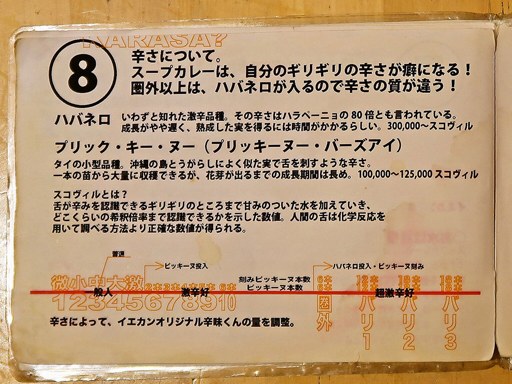 KARASA?
8
辛さについて。
スープカレーは、自分のギリギリの辛さが癖になる！
圏外以上は、ハバネロが入るので辛さの質が違う！
ハバネロ いわずと知れた激辛品種。その辛さはハラペーニョの80倍とも言われている。
成長がやや遅く、熟成した実を得るには時間がかかるらしい。300,000〜スコヴィル
プリック・キー・ヌー（プリッキーヌー・バーズアイ）
タイの小型品種。沖縄の島とうがらしによく似た実で舌を刺すような辛さ。
一本の苗から大量に収穫できるが、花芽が出るまでの成長期間は長め。100,000〜125,000 スコヴィル
スコヴィルとは？
舌が辛みを認識できるギリギリのところまで甘みのついた水を加えていき、
どこくらいの希釈倍率まで認識できるかを示した数値。人間の舌は化学反応を
用いて調べる方法より正確な数値が得られる。
普通
ピッキーヌ投入
刻みピッキーヌ本数
ピッキーヌ本数
ハバネロ投入・ピッキーヌ刻み
微小中大激
一般人 激辛好 超激辛好
12345678910
圏外 バリ1 バリ2 バリ3
辛さによって、イエカンオリジナル辛味くんの量を調整。